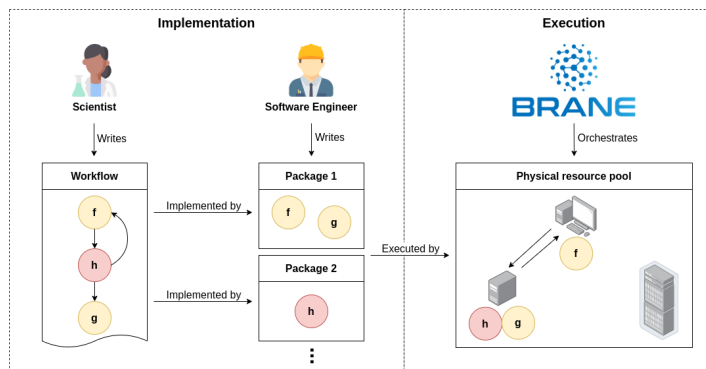 Implementation
Execution
Scientist
Software Engineer
BRANE
Writes
Writes
Orchestrates
Workflow
Package 1
Physical resource pool
f
Implemented by
f
g
h
Executed by
f
Package 2
Implemented by
h
g
h
g